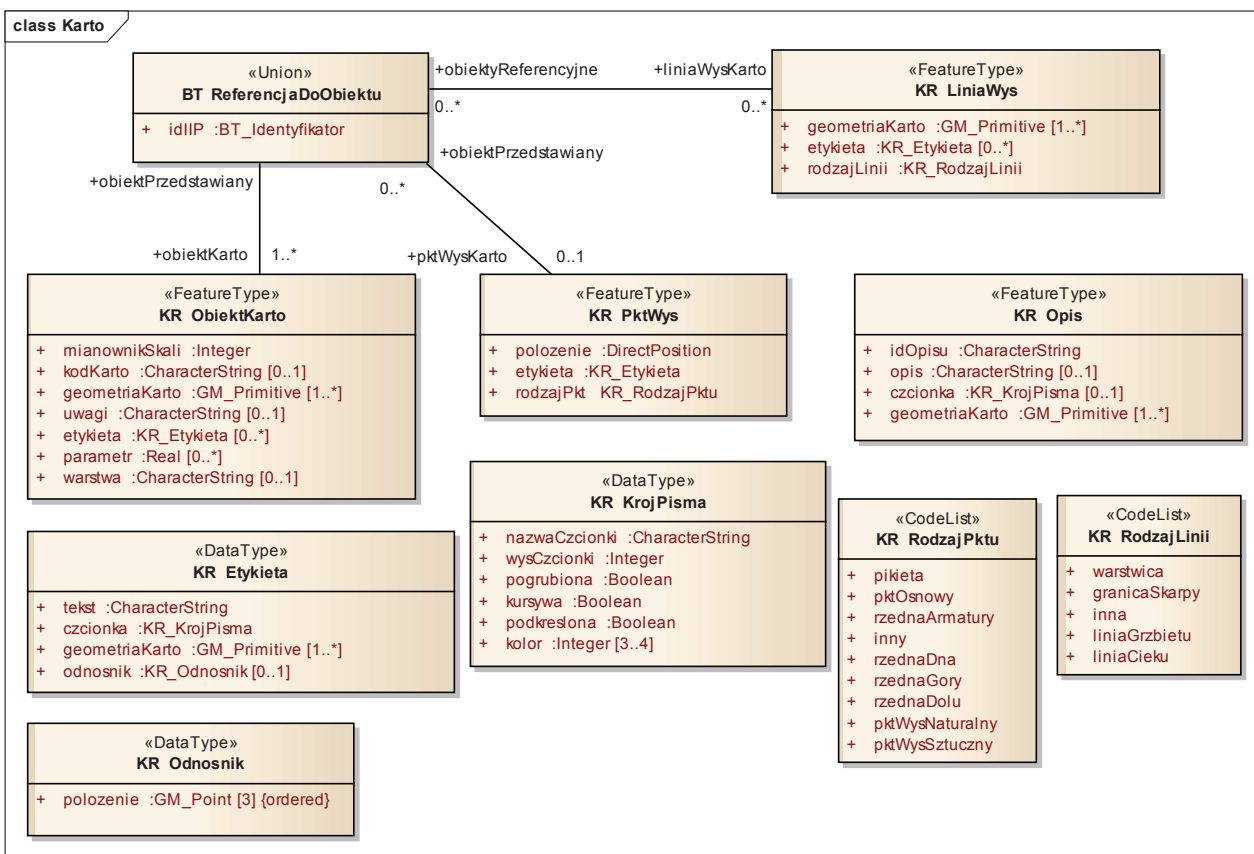 class Karto
«Union»
BT_ReferencjaDoObiektu
+ idIIP :BT_Identyfikator
+obiektyReferencyjne
0..*
+liniaWysKarto
0..*
«FeatureType»
KR_LiniaWys
+ geometriaKarto :GM_Primitive [1..*]
+ etykieta :KR_Etykieta [0..*]
+ rodzajLinii :KR_RodzajLinii
+obiektPrzedstawiany
+obiektPrzedstawiany
0..*
+obiektKarto
1..*
+pktWysKarto
0..1
«FeatureType»
KR_ObiektKarto
+ mianownikSkali :Integer
+ kodKarto :CharacterString [0..1]
+ geometriaKarto :GM_Primitive [1..*]
+ uwagi :CharacterString [0..1]
+ etykieta :KR_Etykieta [0..*]
+ parametr :Real [0..*]
+ warstwa :CharacterString [0..1]
«FeatureType»
KR_PktWys
+ polozenie :DirectPosition
+ etykieta :KR_Etykieta
+ rodzajPkt KR_RodzajPktu
«FeatureType»
KR_Opis
+ idOpisu :CharacterString
+ opis :CharacterString [0..1]
+ czcionka :KR_KrojPisma [0..1]
+ geometriaKarto :GM_Primitive [1..*]
«DataType»
KR_Etykieta
+ tekst :CharacterString
+ czcionka :KR_KrojPisma
+ geometriaKarto :GM_Primitive [1..*]
+ odnosnik :KR_Odnosnik [0..1]
«DataType»
KR_KrojPisma
+ nazwaCzcionki :CharacterString
+ wysCzcionki :Integer
+ pogrubiona :Boolean
+ kursywa :Boolean
+ podkreslona :Boolean
+ kolor :Integer [3..4]
«CodeList»
KR_RodzajPktu
+ pikieta
+ pktOsnowy
+ rzednaArmatury
+ inny
+ rzednaDna
+ rzednaGory
+ rzednaDolu
+ pktWysNaturalny
+ pktWysSztuczny
«CodeList»
KR_RodzajLinii
+ warstwica
+ granicaSkarpy
+ inna
+ liniaGrzbietu
+ liniaCieku
«DataType»
KR_Odnosnik
+ polozenie :GM_Point [3] {ordered}